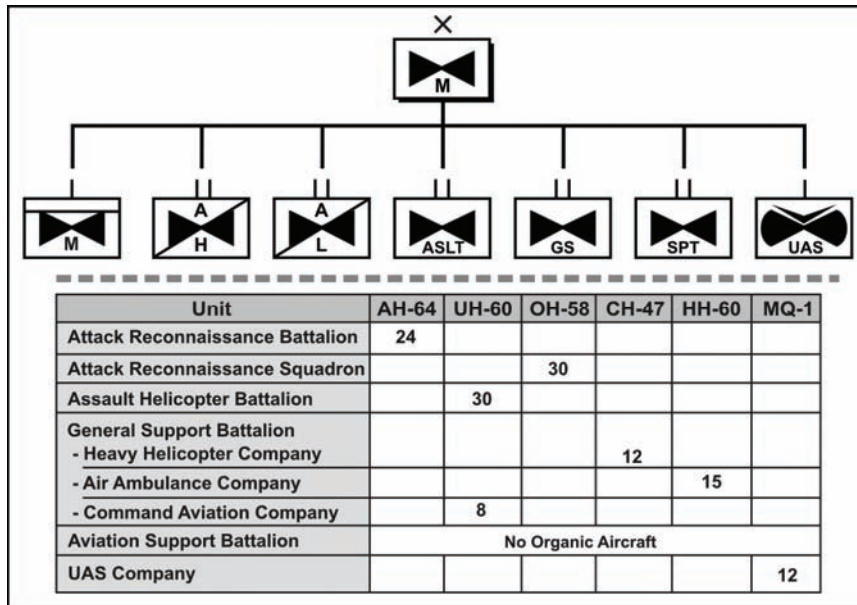 M
M
A
H
A
L
ASLT
GS
SPT
UAS
Unit AH-64 UH-60 OH-58 CH-47 HH-60 MQ-1
Attack Reconnaissance Battalion 24
Attack Reconnaissance Squadron 30
Assault Helicopter Battalion 30
General Support Battalion
- Heavy Helicopter Company 12
- Air Ambulance Company 15
- Command Aviation Company 8
Aviation Support Battalion No Organic Aircraft
UAS Company 12